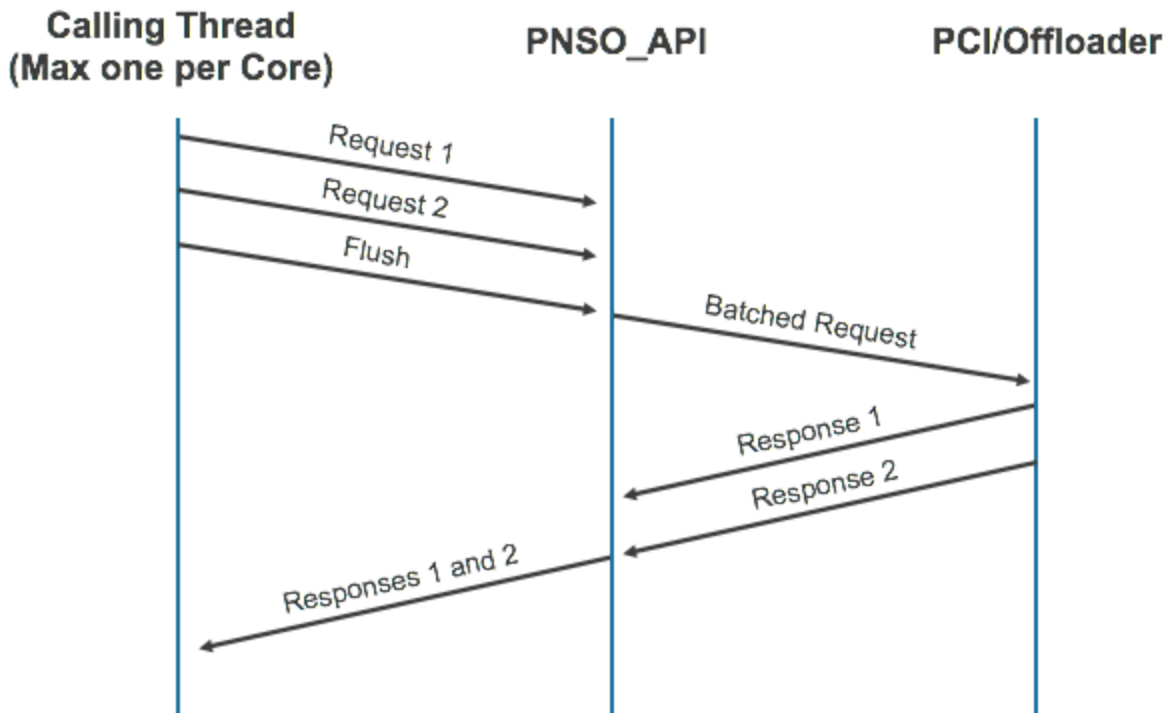 Calling Thread
(Max one per Core)
PNSO_API
PCI/Offloader
Request 1
Request 2
Flush
Batched Request
Response 1
Response 2
Responses 1 and 2